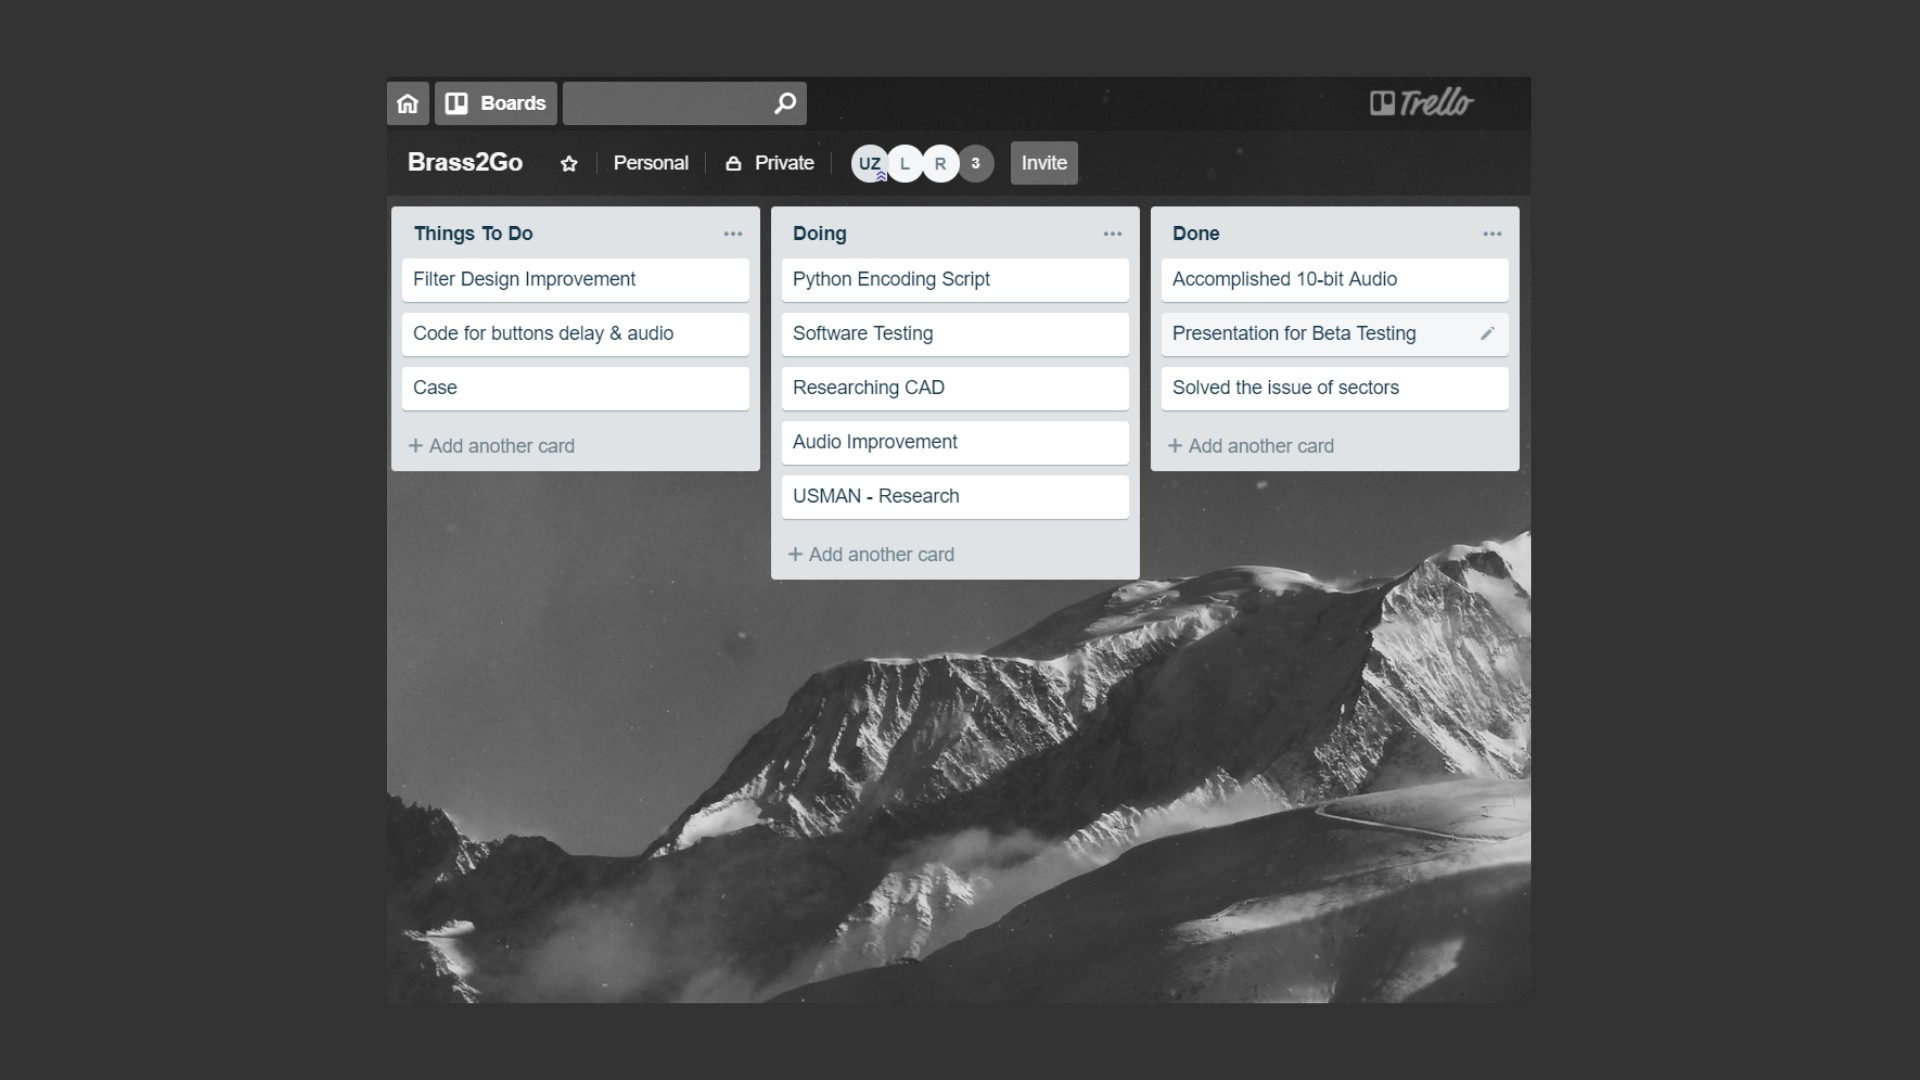 Boards
Trello
Brass2Go
Personal
Private
UZ
L
R
3
Invite
Things To Do
Filter Design Improvement
Code for buttons delay & audio
Case
+ Add another card
Doing
Python Encoding Script
Software Testing
Researching CAD
Audio Improvement
USMAN - Research
+ Add another card
Done
Accomplished 10-bit Audio
Presentation for Beta Testing
Solved the issue of sectors
+ Add another card